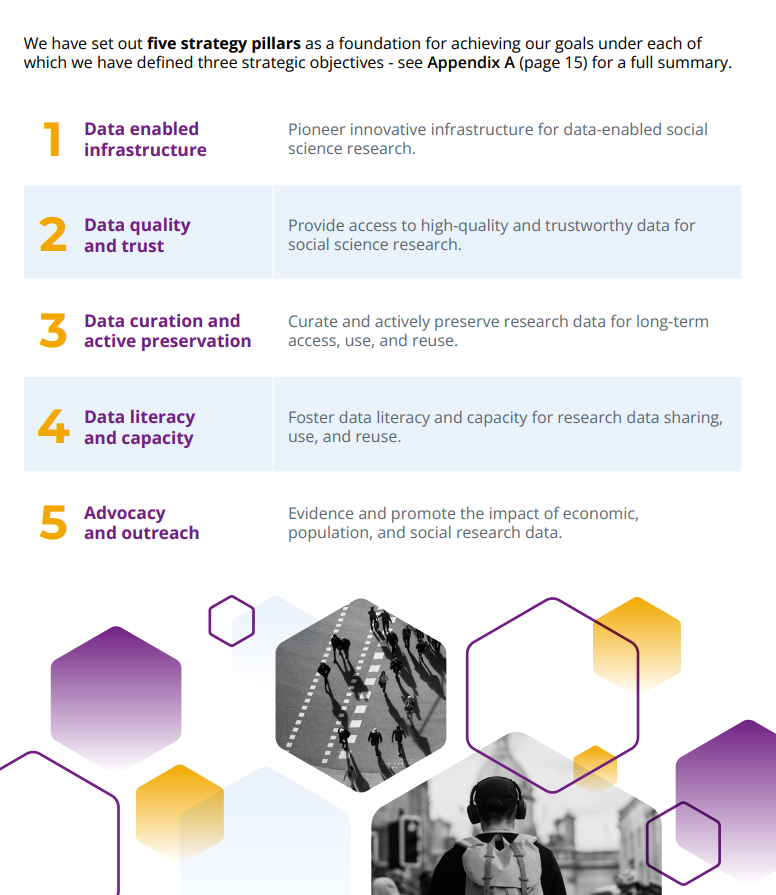 We have set out five strategy pillars as a foundation for achieving our goals under each of
which we have defined three strategic objectives - see Appendix A (page 15) for a full summary.
1
Data enabled
infrastructure
Pioneer innovative infrastructure for data-enabled social
science research.
2
Data quality
and trust
Provide access to high-quality and trustworthy data for
social science research.
3
Data curation and
active preservation
Curate and actively preserve research data for long-term
access, use, and reuse.
4
Data literacy
and capacity
Foster data literacy and capacity for research data sharing,
use, and reuse.
5
Advocacy
and outreach
Evidence and promote the impact of economic,
population, and social research data.